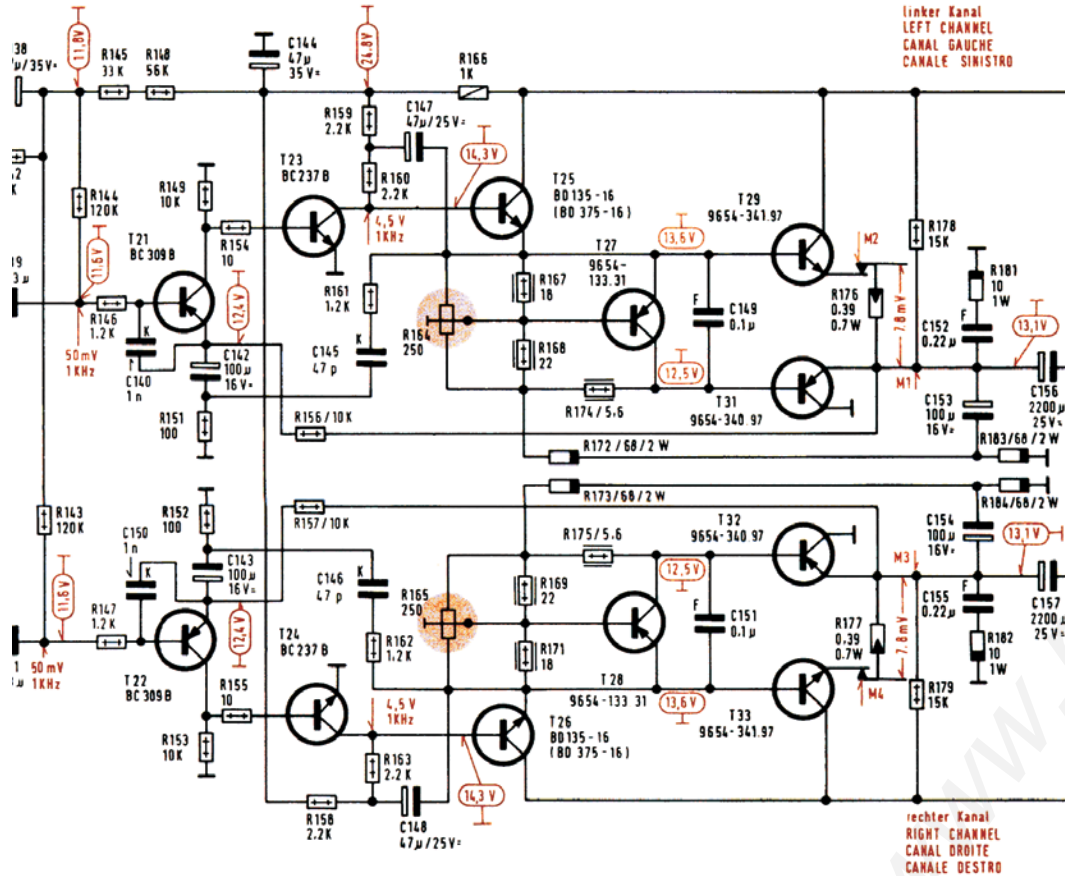 linker Kanal
LEFT CHANNEL
CANAL GAUCHE
CANALE SINISTRO
38
µ/35V=
11,8V
R145
33K
R148
56K
C144
47µ
35V=
24,8V
R166
1K
R159
2.2K
C147
47µ/25V=
14,3V
T23
BC237B
R160
2.2K
T25
BD135-16
(BD 375-16)
R149
10K
R144
120K
4,5V
1KHz
T29
9654-341.97
R178
15K
T21
BC309B
R154
10
11,6V
12,4V
R161
1,2K
T27
9654-
133.31
13,6V
M2
R181
10
1W
R167
18
R176
0.39
0.7W
7.8mV
R146
1.2K
K
R164
250
F
C149
0.1µ
C152
0.22µ
F
13,1V
50mV
1KHz
C142
100µ
16V=
C145
47p
K
R168
22
12,5V
C140
1n
R174/5.6
T31
9654-340.97
M1
C153
100µ
16V=
C156
2200µ
25V=
R151
100
R156/10K
R172/68/2W
R183/68/2W
R143
120K
C150
1n
R152
100
R157/10K
R173/68/2W
R184/68/2W
R175/5.6
T32
9654-340.97
C154
100µ
16V=
13,1V
K
C143
100µ
16V=
C146
47p
K
R165
250
R169
22
12,5V
F
C151
0.1µ
M3
F
C155
0.22µ
C157
2200µ
25V=
11,6V
R147
1.2K
12,4V
T24
BC237B
R162
1.2K
R177
0.39
0.7W
7.8mV
R182
10
1W
50mV
1KHz
T22
BC309B
R171
18
T28
9654-133 31
13,6V
M4
R155
10
4,5V
1KHz
T26
BD135-16
(BD 375-16)
T33
9654-341.97
R179
15K
R153
10K
R163
2.2K
14,3V
R158
2.2K
C148
47µ/25V=
rechter Kanal
RIGHT CHANNEL
CANAL DROITE
CANALE DESTRO
www.